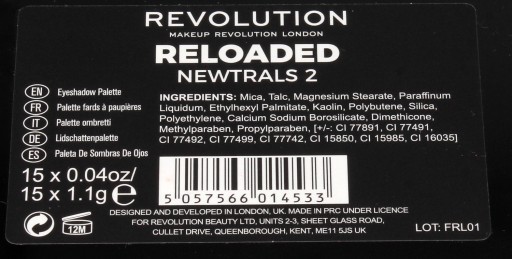 REVOLUTION
MAKEUP REVOLUTION LONDON
RELOADED
NEWTRALS 2
EN Eyeshadow Palette
FR Palette fards à paupières
IT Palette ombretti
DE Lidschattenpalette
ES Paleta De Sombras De Ojos
INGREDIENTS: Mica, Talc, Magnesium Stearate, Paraffinum
Liquidum, Ethylhexyl Palmitate, Kaolin, Polybutene, Silica,
Polyethylene, Calcium Sodium Borosilicate, Dimethicone,
Methylparaben, Propylparaben, [+/-: CI 77891, CI 77491,
CI 77492, CI 77499, CI 77742, CI 15850, CI 15985, CI 16035]
15 x 0.04oz/
15 x 1.1g e
5 057566 014533
12M
DESIGNED AND DEVELOPED IN LONDON, UK. MADE IN PRC UNDER LICENCE
FOR REVOLUTION BEAUTY LTD, UNITS 2-3, SHEET GLASS ROAD,
CULLET DRIVE, QUEENBOROUGH, KENT, ME11 5JS UK
LOT: FRL01